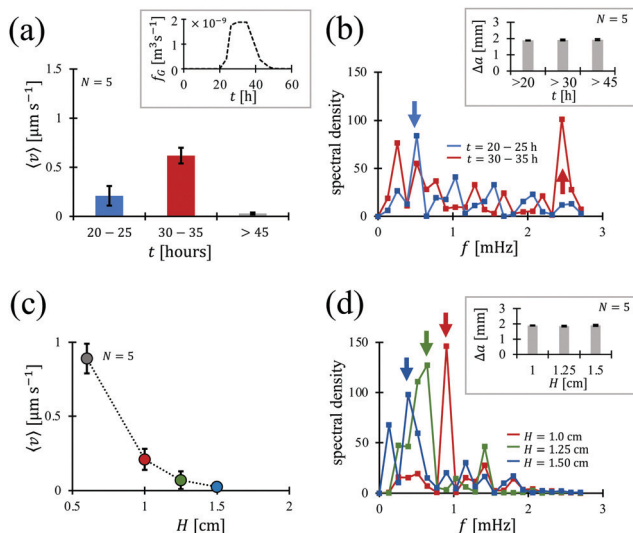 (a)
× 10⁻⁹
2
1
0
f_G [m³s⁻¹]
0 20 40 60
t [h]
N = 5
1.5
1
0.5
0
⟨v⟩ [μm s⁻¹]
20 − 25 30 − 35 > 45
t [hours]
(b)
N = 5
3
2
1
0
Δa [mm]
>20 > 30 > 45
t [h]
150
100
50
0
spectral density
t = 20 − 25 h
t = 30 − 35 h
0 1 2 3
f [mHz]
(c)
N = 5
1
0.5
0
⟨v⟩ [μm s⁻¹]
0.5 1 1.5 2
H [cm]
(d)
N = 5
3
2
1
0
Δa [mm]
1 1.25 1.5
H [cm]
150
100
50
0
spectral density
H = 1.0 cm
H = 1.25 cm
H = 1.50 cm
0 1 2 3
f [mHz]